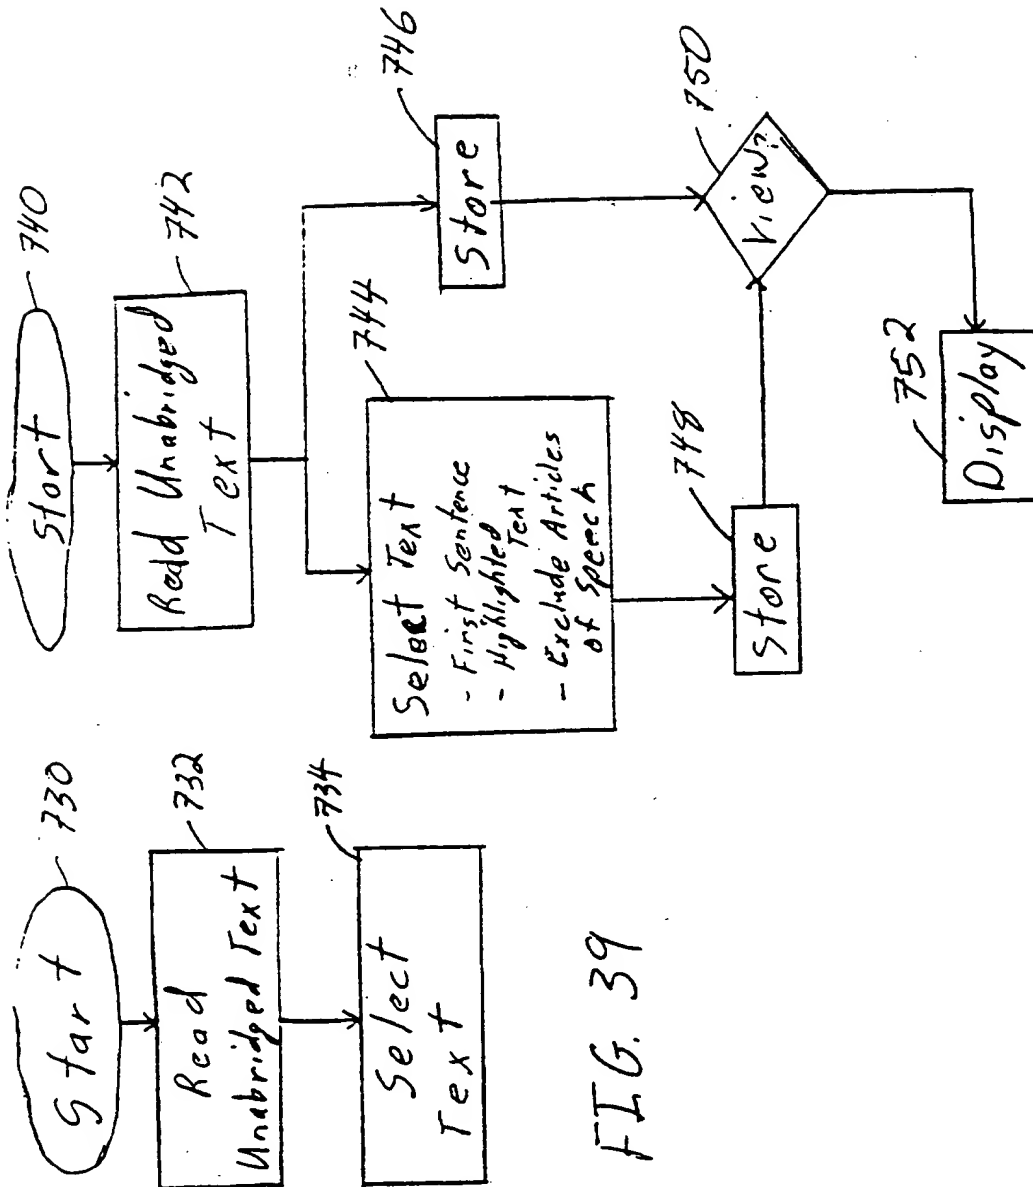 Start
730
Read
Unabridged Text
732
Select
Text
734
FIG. 39
Start
740
Read Unabridged
Text
742
Select Text
- First Sentence
- Highlighted
Text
- Exclude Articles
of Speech
744
Store
746
Store
748
View?
750
Display
752